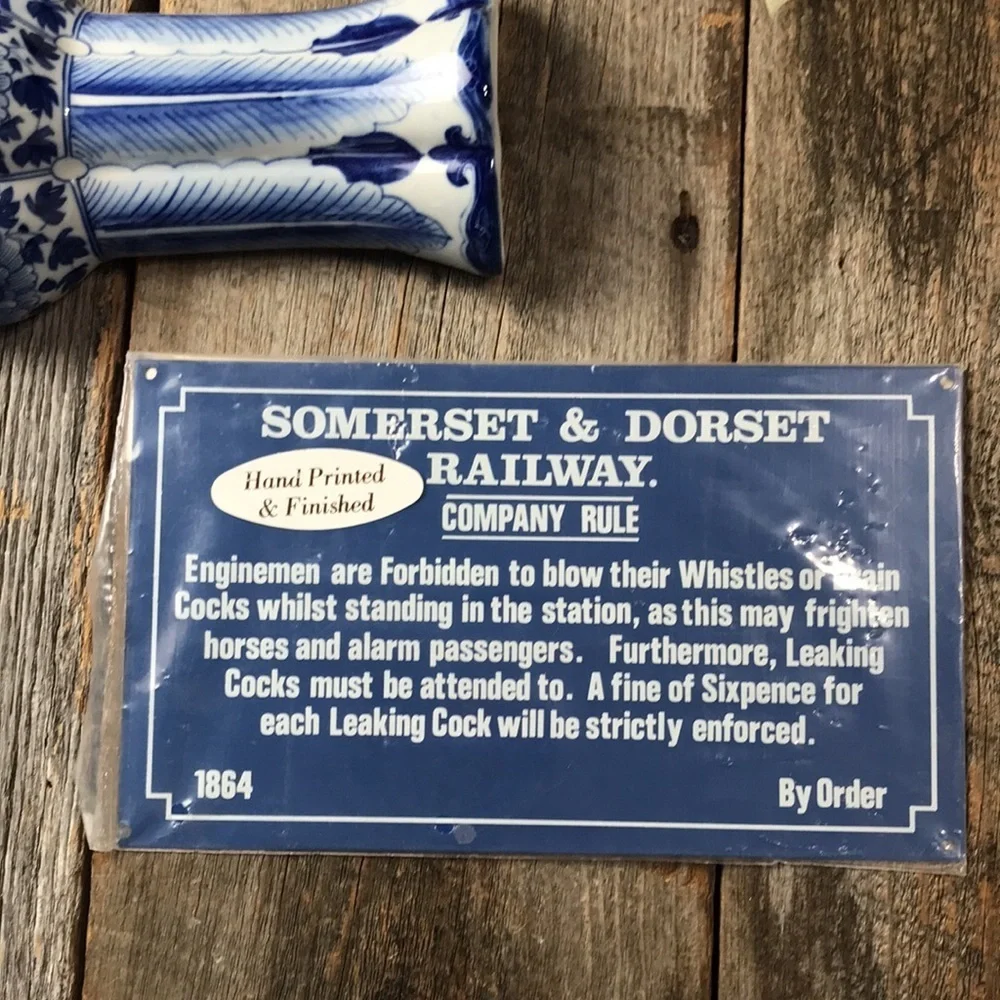 SOMERSET & DORSET
RAILWAY.
Hand Printed
& Finished
COMPANY RULE
Enginemen are Forbidden to blow their Whistles or
Cocks whilst standing in the station, as this may frighten
horses and alarm passengers. Furthermore, Leaking
Cocks must be attended to. A fine of Sixpence for
each Leaking Cock will be strictly enforced.
1864
By Order